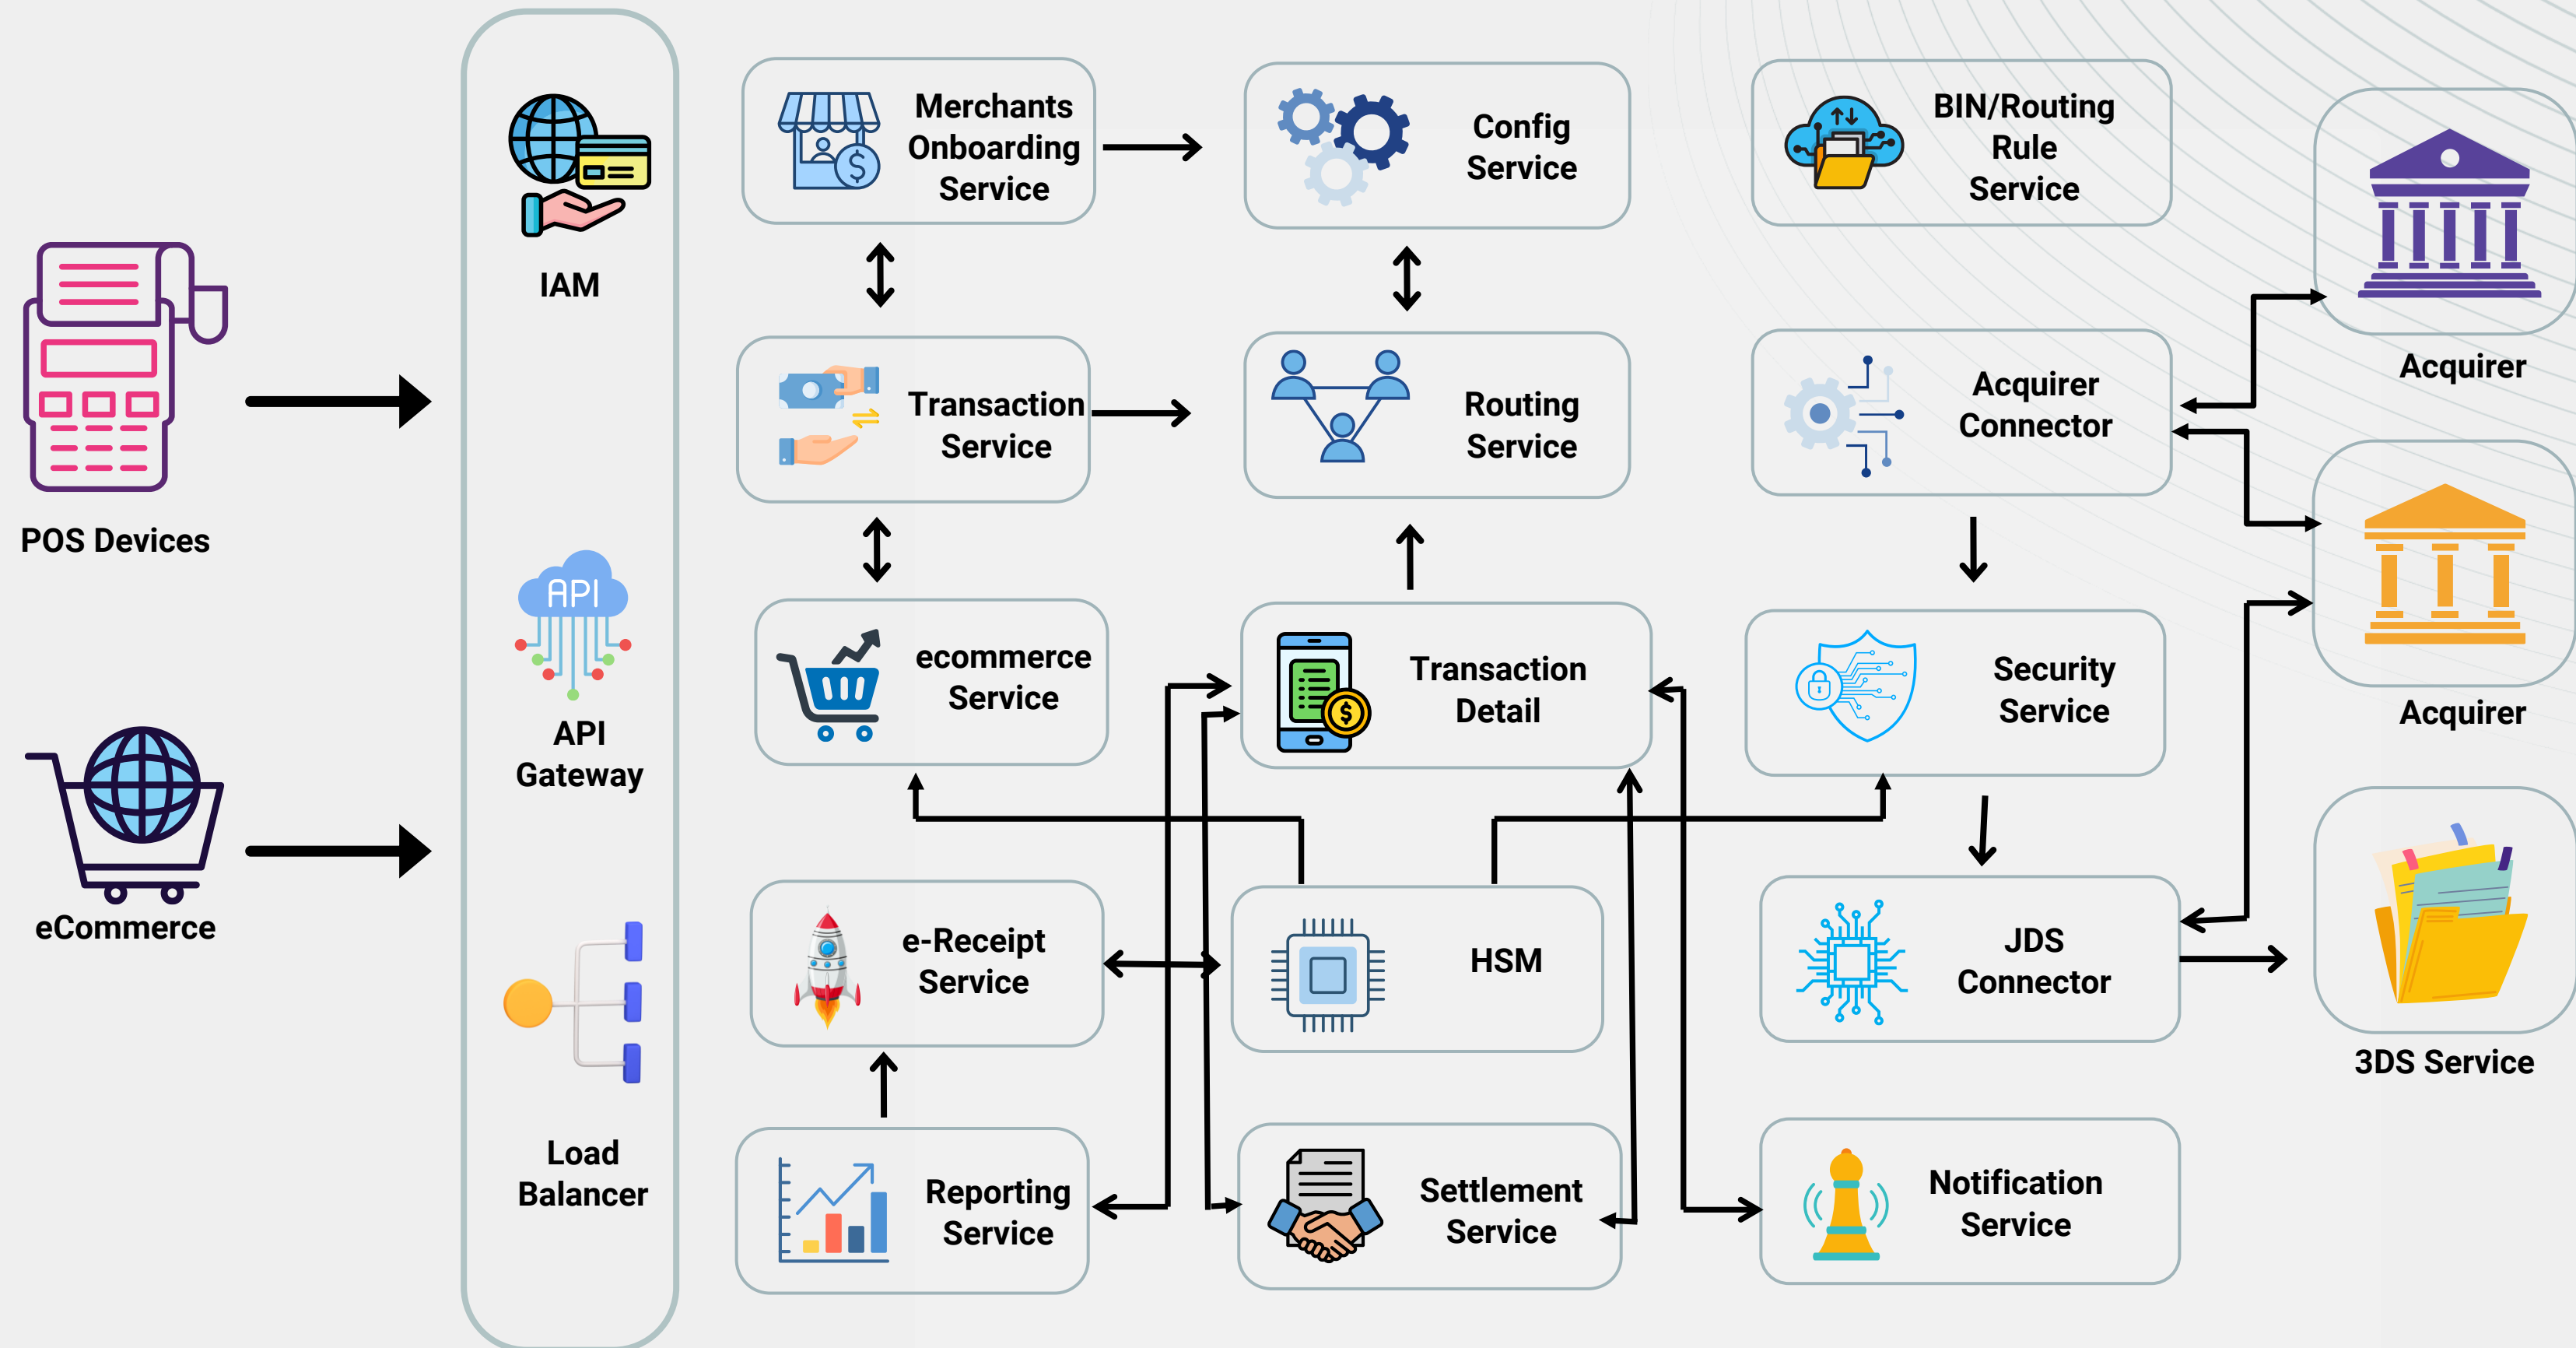 POS Devices
eCommerce
IAM
API
API
Gateway
Load
Balancer
Merchants
Onboarding
Service
Config
Service
BIN/Routing
Rule
Service
Acquirer
Transaction
Service
Routing
Service
Acquirer
Connector
Acquirer
ecommerce
Service
Transaction
Detail
Security
Service
e-Receipt
Service
HSM
JDS
Connector
3DS Service
Reporting
Service
Settlement
Service
Notification
Service